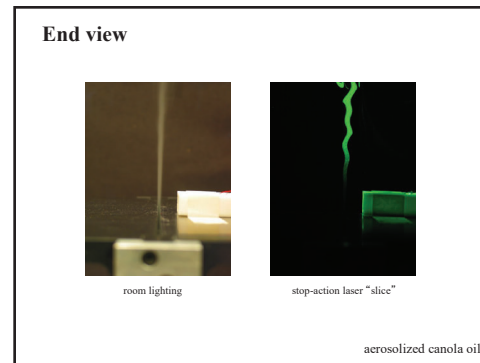 End view
room lighting
stop-action laser “slice”
aerosolized canola oil